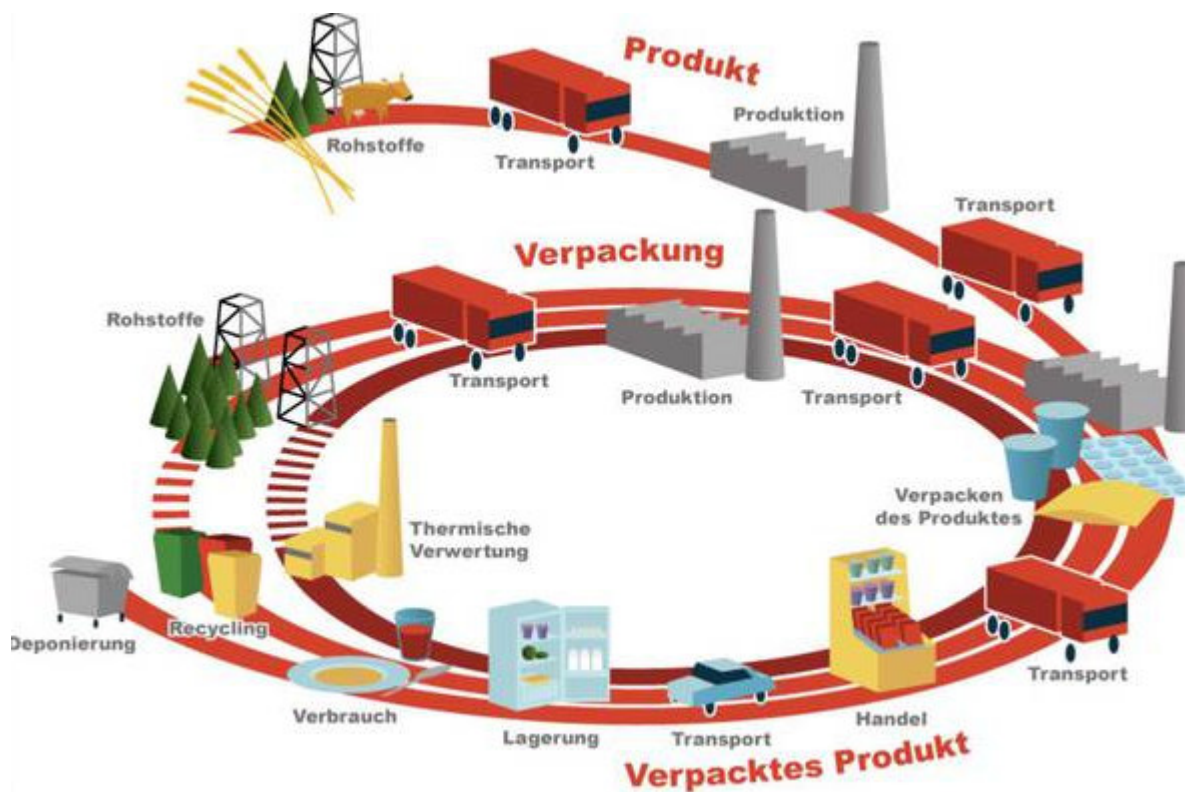 Produkt
Rohstoffe
Transport
Produktion
Transport
Verpackung
Rohstoffe
Transport
Produktion
Transport
Verpacken
des Produktes
Thermische
Verwertung
Deponierung
Recycling
Verbrauch
Lagerung
Transport
Handel
Transport
Verpacktes Produkt